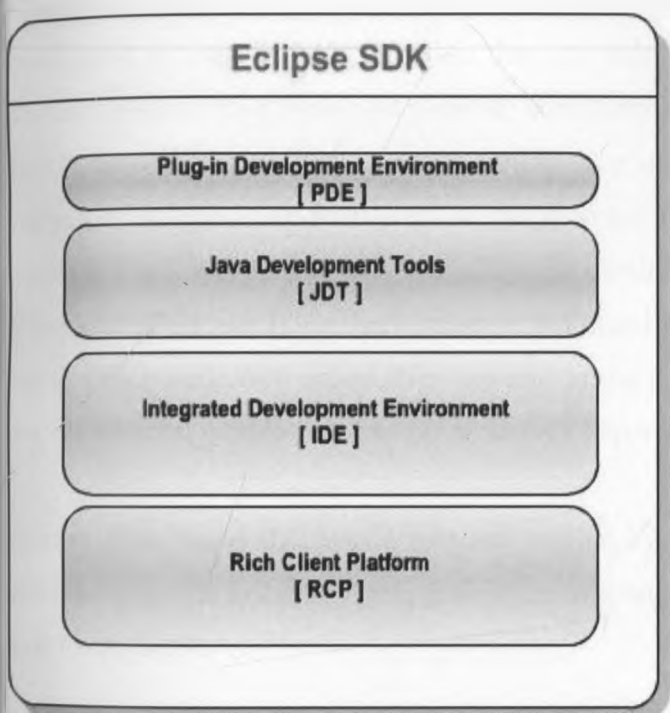 Eclipse SDK
Plug-in Development Environment
[ PDE ]
Java Development Tools
[ JDT ]
Integrated Development Environment
[ IDE ]
Rich Client Platform
[ RCP ]